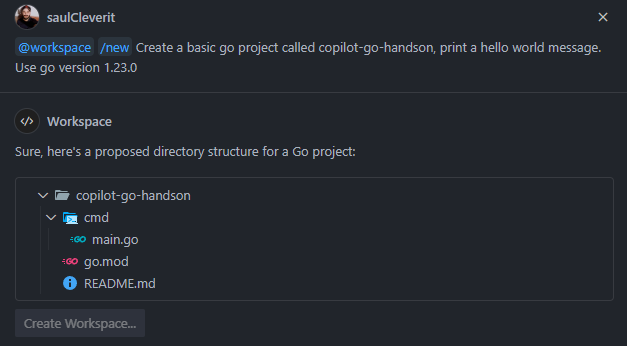 saulCleverit
@workspace /new Create a basic go project called copilot-go-handson, print a hello world message.
Use go version 1.23.0
Workspace
Sure, here's a proposed directory structure for a Go project:
copilot-go-handson
cmd
GO main.go
GO go.mod
README.md
Create Workspace...